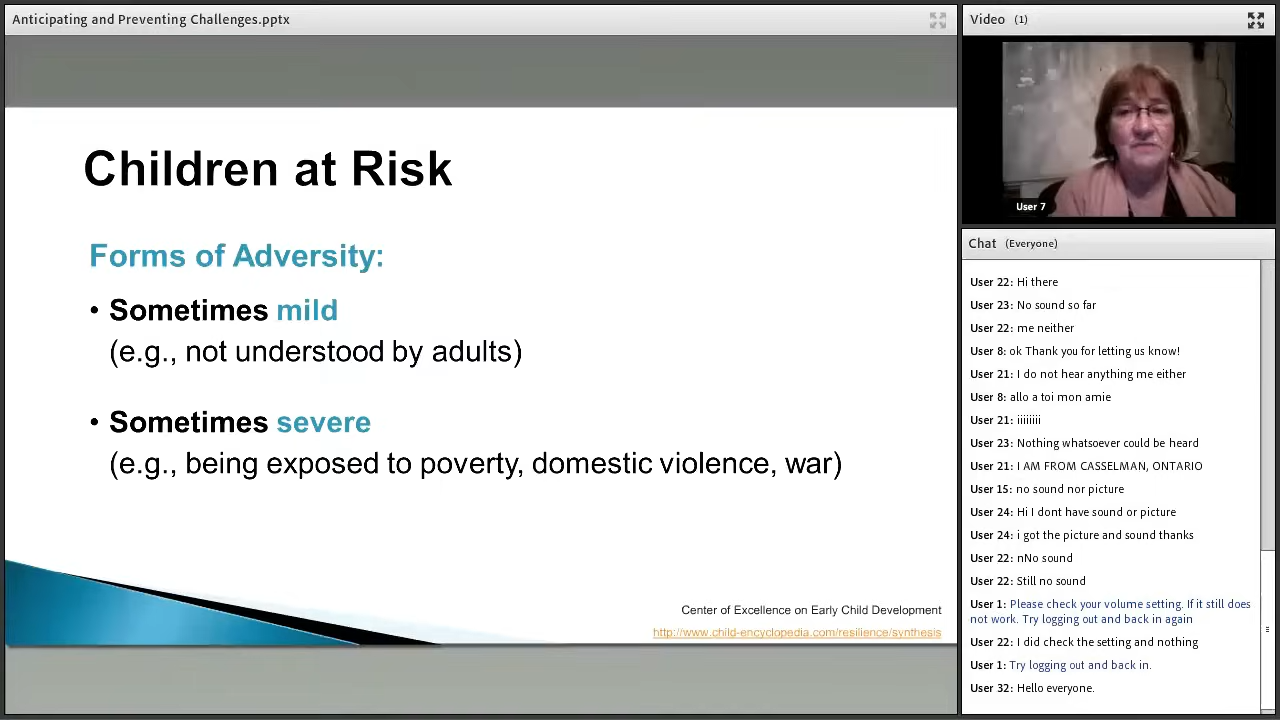 Anticipating and Preventing Challenges.pptx
Children at Risk
Forms of Adversity:
• Sometimes mild
(e.g., not understood by adults)
• Sometimes severe
(e.g., being exposed to poverty, domestic violence, war)
Center of Excellence on Early Child Development
http://www.child-encyclopedia.com/resilience/synthesis
Video (1)
User 7
Chat (Everyone)
User 22: Hi there
User 23: No sound so far
User 22: me neither
User 8: ok Thank you for letting us know!
User 21: I do not hear anything me either
User 8: allo a toi mon amie
User 21: iiiiiiii
User 23: Nothing whatsoever could be heard
User 21: I AM FROM CASSELMAN, ONTARIO
User 15: no sound nor picture
User 24: Hi I dont have sound or picture
User 24: i got the picture and sound thanks
User 22: nNo sound
User 22: Still no sound
User 1: Please check your volume setting. If it still does
not work. Try logging out and back in again
User 22: I did check the setting and nothing
User 1: Try logging out and back in.
User 32: Hello everyone.